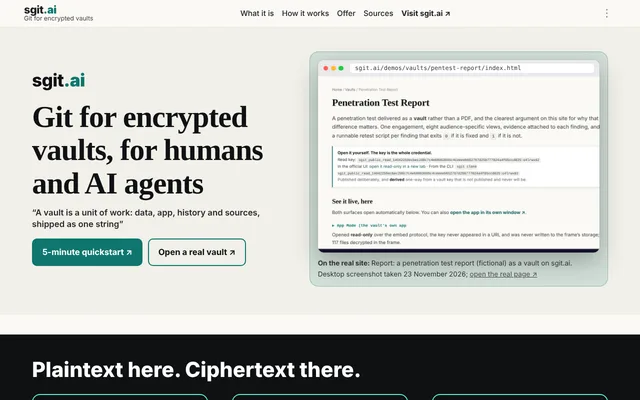 sgit.ai
Git for encrypted vaults
What it is How it works Offer Sources Visit sgit.ai ↗
sgit.ai
Git for encrypted
vaults, for humans
and AI agents
“A vault is a unit of work: data, app, history and sources,
shipped as one string”
5-minute quickstart ↗ Open a real vault ↗
sgit.ai/demos/vaults/pentest-report/index.html
Home / Vaults / Penetration Test Report
Penetration Test Report
A penetration test delivered as a vault rather than a PDF, and the clearest argument on this site for why that
difference matters. One engagement, eight audience-specific views, evidence attached to each finding, and
a runnable retest script per finding that exits 0 if it is fixed and 1 if it is not.
Open it yourself. The key is the whole credential.
See it live, here
Both surfaces open automatically below. You can also open the app in its own window ↗.
▸ App Mode (the vault's own app
Opened read-only over the embed protocol, the key never appeared in a URL and was never written to the frame's storage;
117 files decrypted in the frame.
On the real site: Report: a penetration test report (fictional) as a vault on sgit.ai.
Desktop screenshot taken 23 November 2026; open the real page ↗
Plaintext here. Ciphertext there.